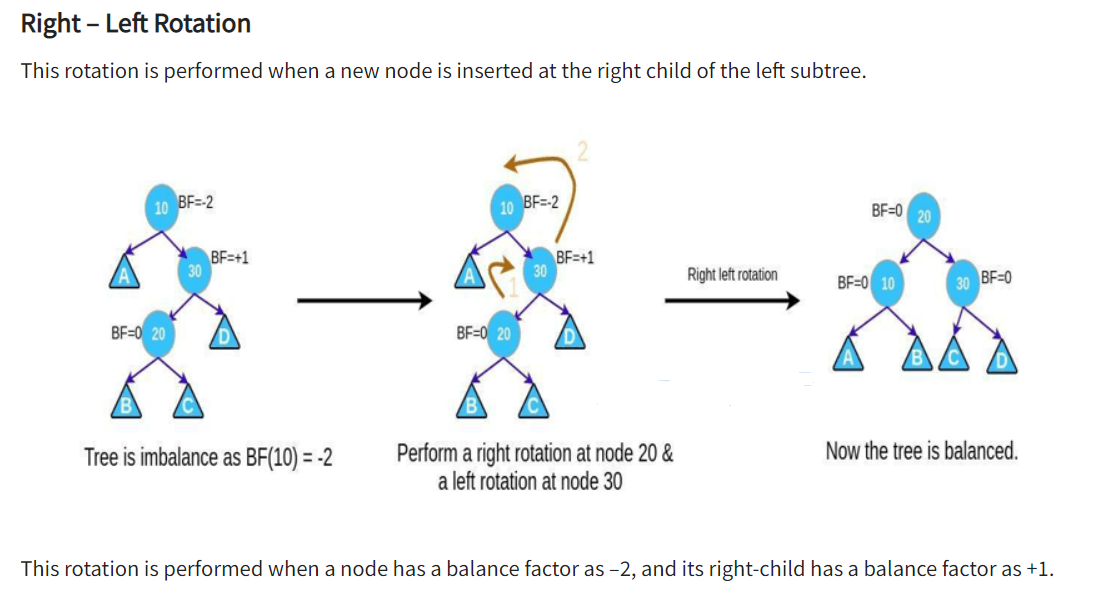 Right – Left Rotation
This rotation is performed when a new node is inserted at the right child of the left subtree.
2
10 BF=-2
A
30 BF=+1
BF=0 20
D
B
C
10 BF=-2
A
1
30 BF=+1
BF=0 20
D
B
C
Right left rotation
BF=0 20
BF=0 10
30 BF=0
A
B
C
D
Tree is imbalance as BF(10) = -2
Perform a right rotation at node 20 &
a left rotation at node 30
Now the tree is balanced.
This rotation is performed when a node has a balance factor as –2, and its right-child has a balance factor as +1.